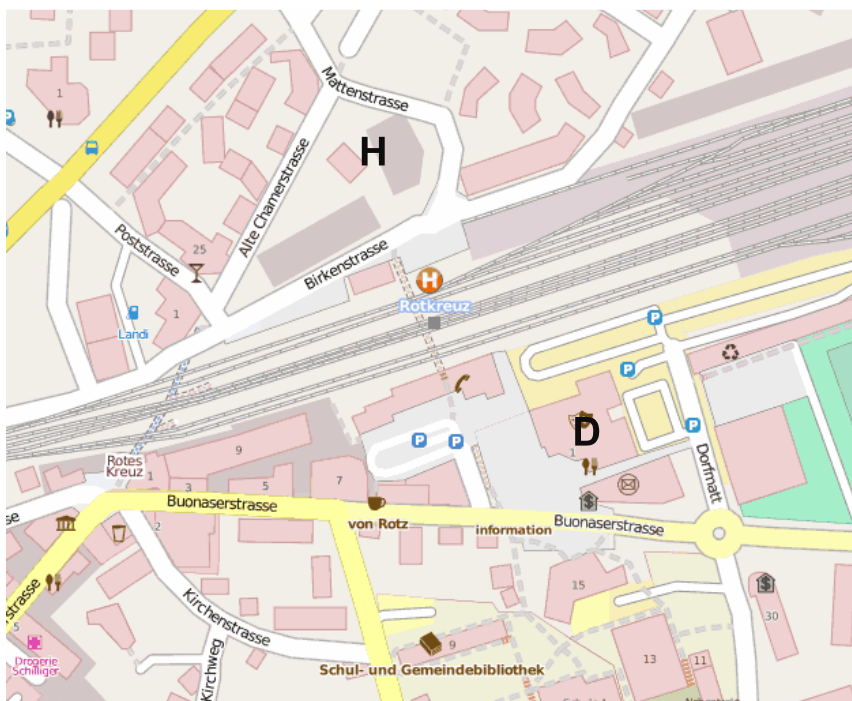 1
Mattenstrasse
H
Alte Chamerstrasse
25
Poststrasse
Birkenstrasse
H
Rotkreuz
1
Landi
P
P
P
P
P
D
1
Dorfmatt
Rotes
Kreuz
9
1
3
5
7
Buonaserstrasse
von Rotz
information
Buonaserstrasse
2
Kirchenstrasse
Kirchweg
15
30
9
Schul- und Gemeindebibliothek
13
11
5
Drogerie
Schilliger